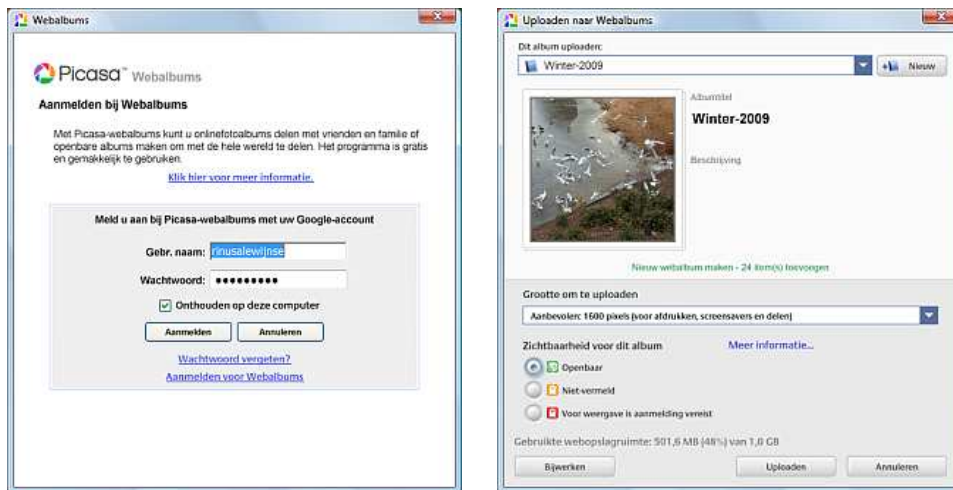 Webalbums
Picasa™ Webalbums
Aanmelden bij Webalbums
Met Picasa-webalbums kunt u onlinefotoalbums delen met vrienden en familie of
openbare albums maken om met de hele wereld te delen. Het programma is gratis
en gemakkelijk te gebruiken.
Klik hier voor meer informatie.
Meld u aan bij Picasa-webalbums met uw Google-account
Gebr. naam: rinusalewijnse
Wachtwoord: ●●●●●●●●●
Onthouden op deze computer
Aanmelden Annuleren
Wachtwoord vergeten?
Aanmelden voor Webalbums
Uploaden naar Webalbums
Dit album uploaden:
Winter-2009 Nieuw
Albumtitel
Winter-2009
Beschrijving
Nieuw webalbum maken - 24 item(s) toevoegen
Grootte om te uploaden
Aanbevolen: 1600 pixels (voor afdrukken, screensavers en delen)
Zichtbaarheid voor dit album Meer informatie...
Openbaar
Niet-vermeld
Voor weergave is aanmelding vereist
Gebruikte webopslagruimte: 501,6 MB (48%) van 1,0 GB
Bijwerken Uploaden Annuleren